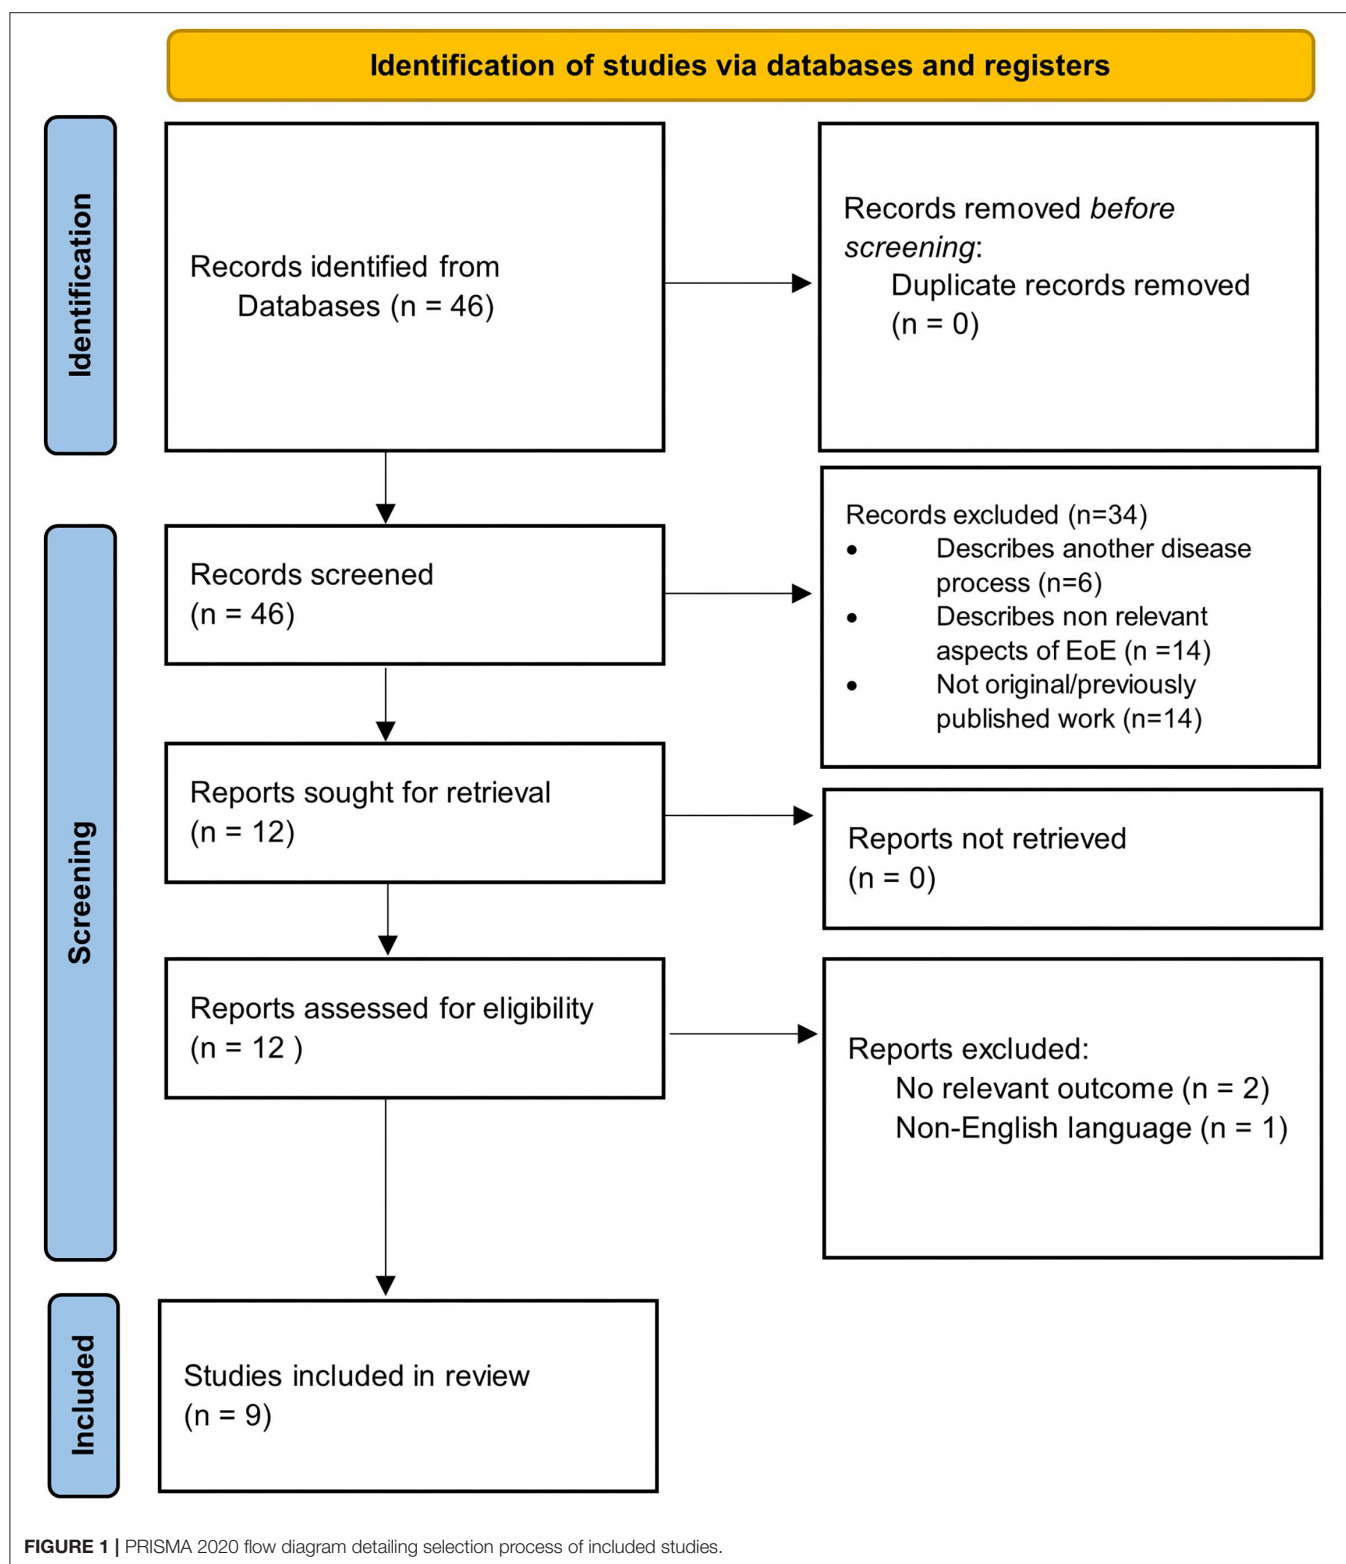 Identification of studies via databases and registers
Identification
Records identified from
Databases (n = 46)
Records removed before
screening:
Duplicate records removed
(n = 0)
Screening
Records screened
(n = 46)
Records excluded (n=34)
• Describes another disease
process (n=6)
• Describes non relevant
aspects of EoE (n =14)
• Not original/previously
published work (n=14)
Reports sought for retrieval
(n = 12)
Reports not retrieved
(n = 0)
Reports assessed for eligibility
(n = 12 )
Reports excluded:
No relevant outcome (n = 2)
Non-English language (n = 1)
Included
Studies included in review
(n = 9)
FIGURE 1 | PRISMA 2020 flow diagram detailing selection process of included studies.